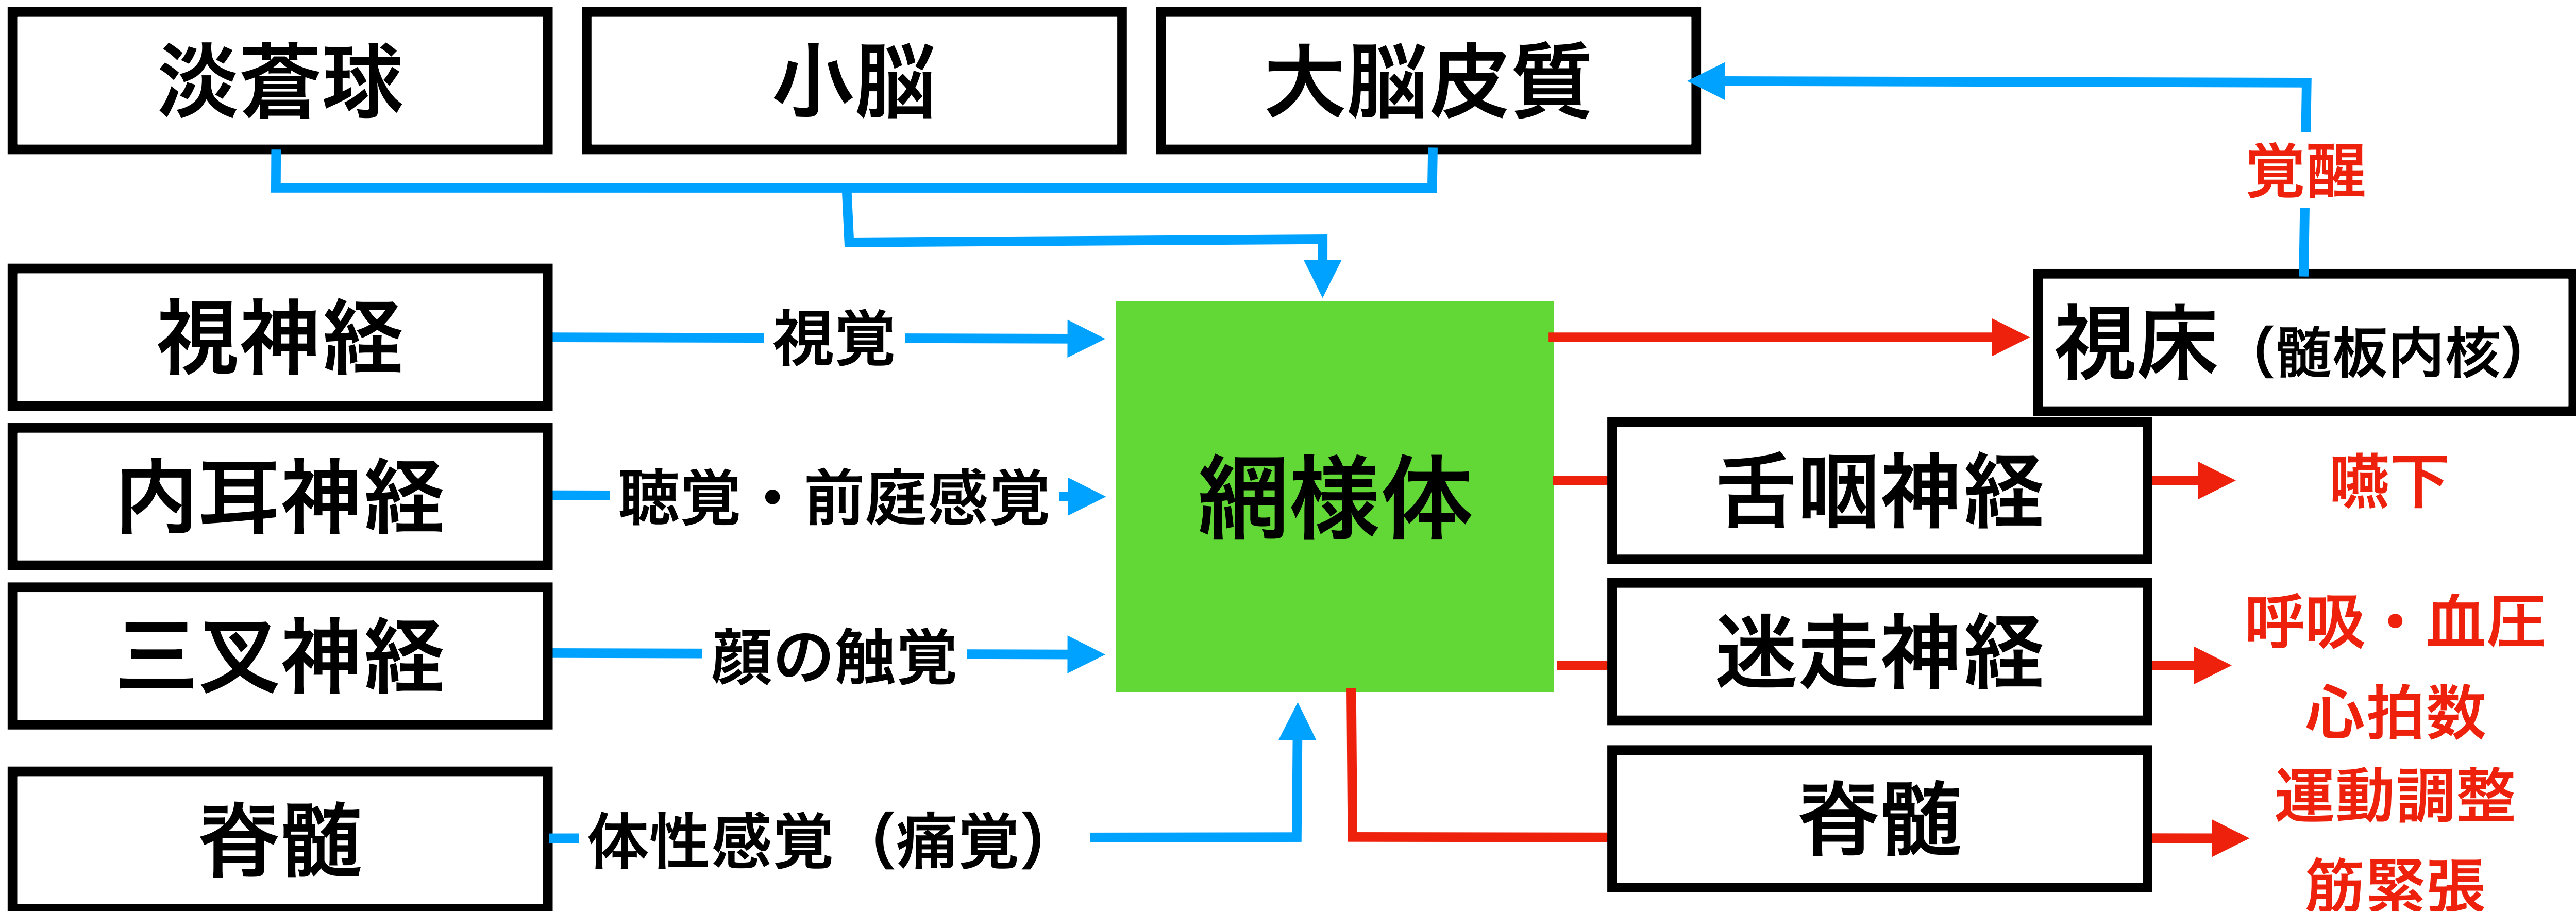 淡蒼球
小脳
大脳皮質
覚醒
視神経
視覚
視床（髄板内核）
内耳神経
聴覚・前庭感覚
網様体
舌咽神経
嚥下
三叉神経
顔の触覚
迷走神経
呼吸・血圧
心拍数
脊髄
体性感覚（痛覚）
脊髄
運動調整
筋緊張